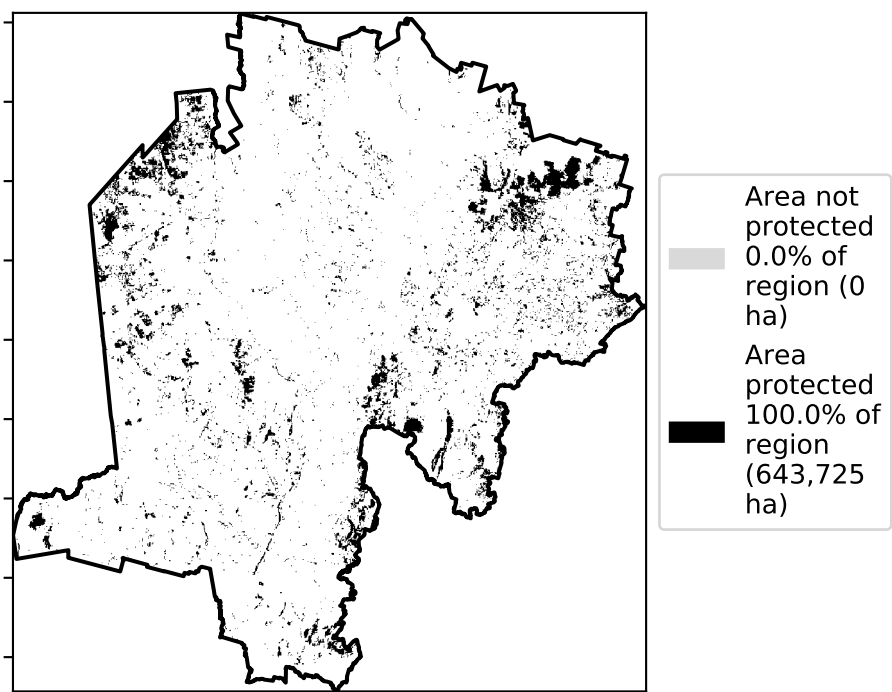 Area not
protected
0.0% of
region (0
ha)
Area
protected
100.0% of
region
(643,725
ha)